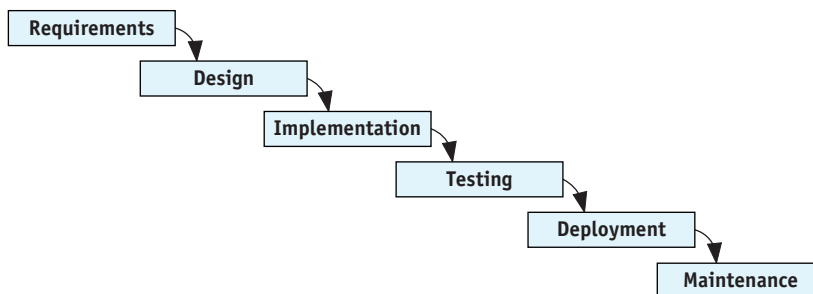 Requirements
Design
Implementation
Testing
Deployment
Maintenance